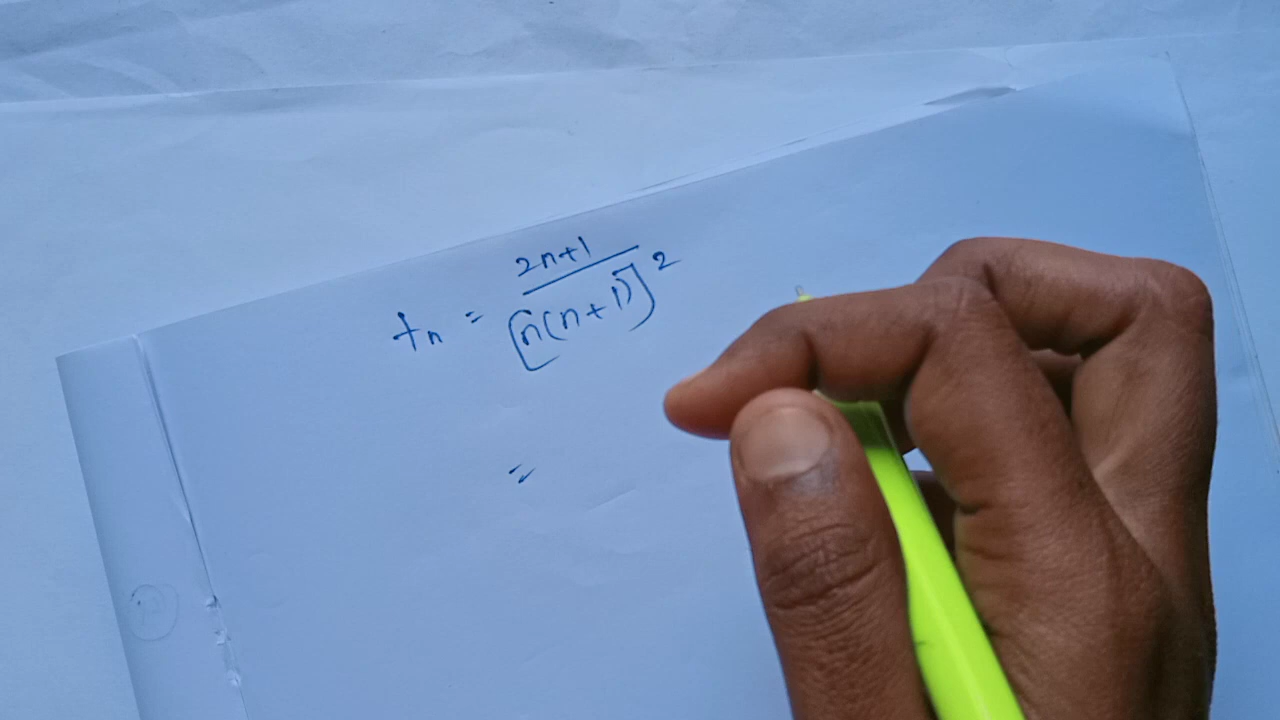 tn = 2n+1 / [n(n+1)]²
=